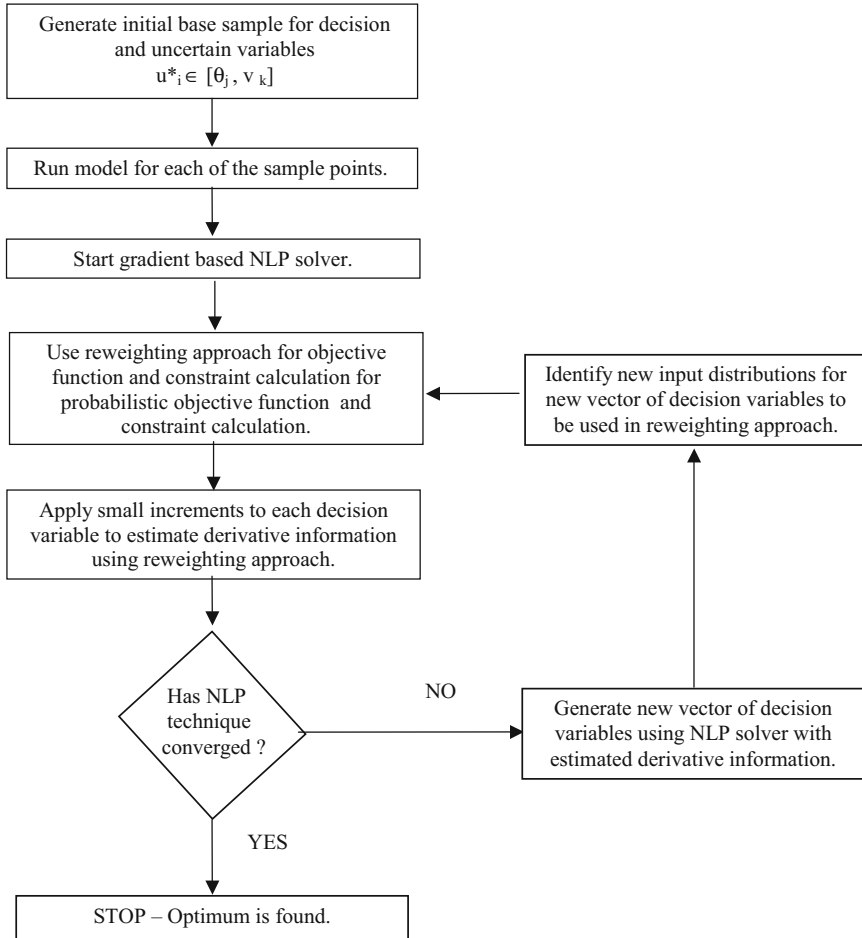 Generate initial base sample for decision
and uncertain variables
u*i ∈ [θj , v k]
Run model for each of the sample points.
Start gradient based NLP solver.
Use reweighting approach for objective
function and constraint calculation for
probabilistic objective function and
constraint calculation.
Identify new input distributions for
new vector of decision variables to
be used in reweighting approach.
Apply small increments to each decision
variable to estimate derivative information
using reweighting approach.
Has NLP
technique
converged ?
NO
Generate new vector of decision
variables using NLP solver with
estimated derivative information.
YES
STOP – Optimum is found.